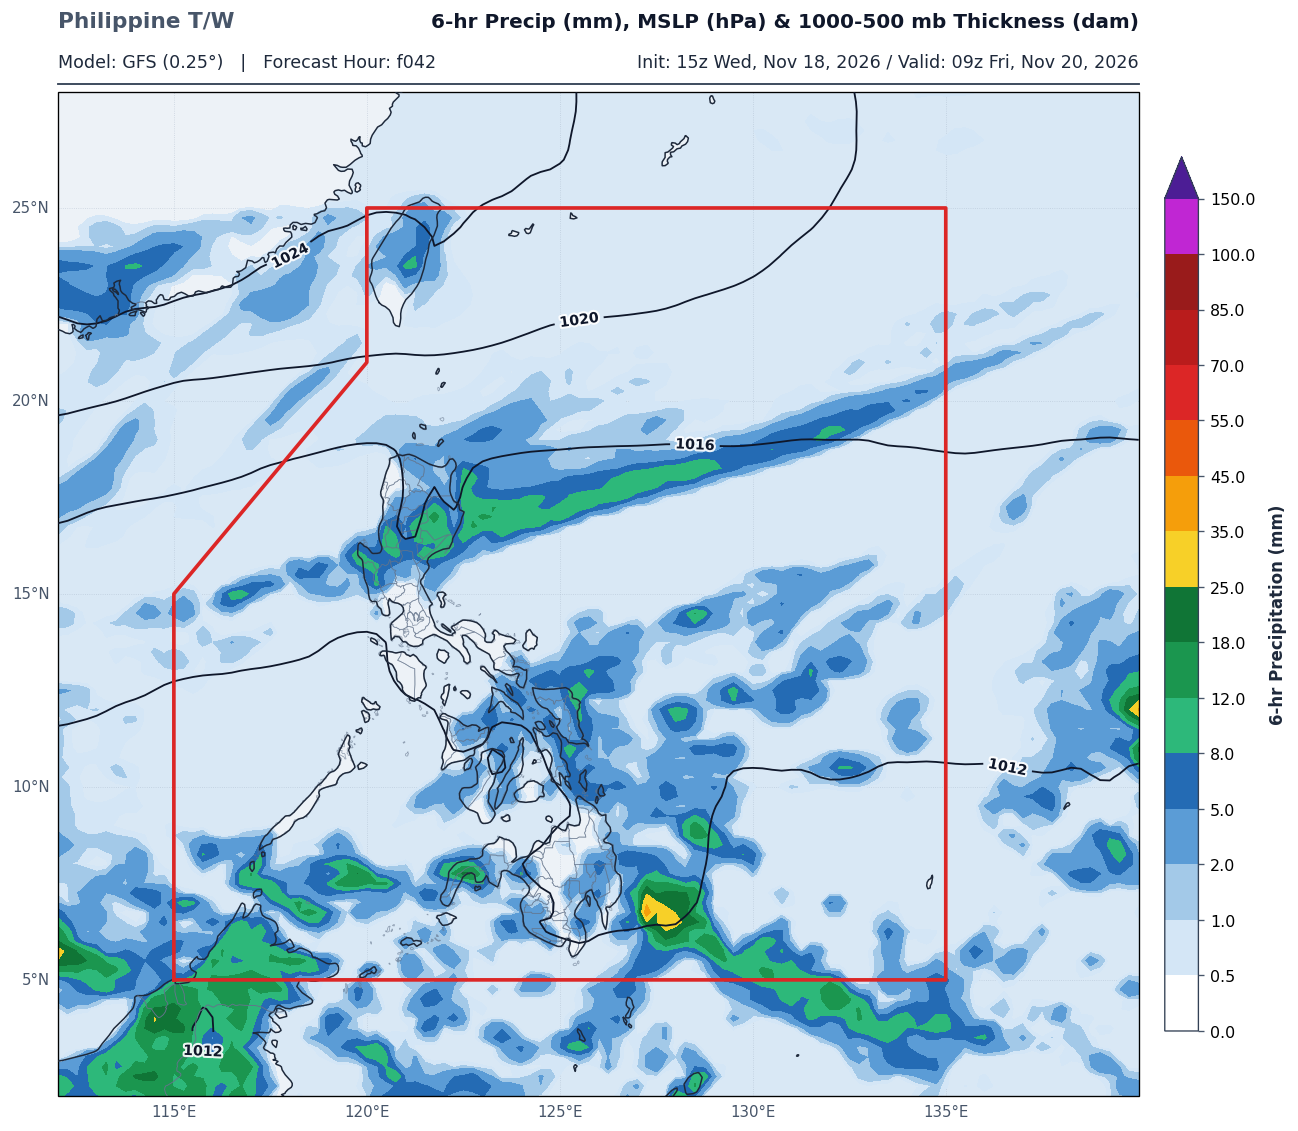 Philippine T/W
6-hr Precip (mm), MSLP (hPa) & 1000-500 mb Thickness (dam)
Model: GFS (0.25°) | Forecast Hour: f042
Init: 15z Wed, Nov 18, 2026 / Valid: 09z Fri, Nov 20, 2026
25°N
20°N
15°N
10°N
5°N
1024
1020
1016
1012
1012
115°E
120°E
125°E
130°E
135°E
150.0
100.0
85.0
70.0
55.0
45.0
35.0
25.0
18.0
12.0
8.0
5.0
2.0
1.0
0.5
0.0
6-hr Precipitation (mm)